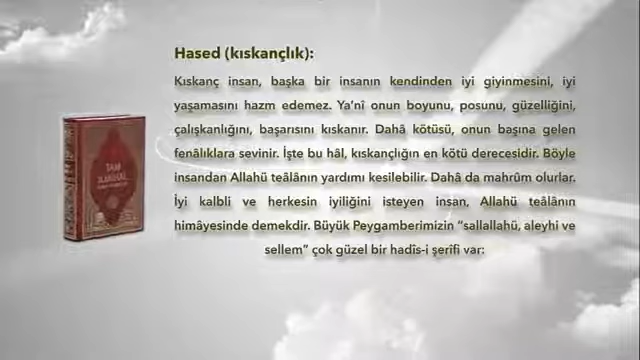 Hased (kıskançlık):
Kıskanç insan, başka bir insanın kendinden iyi giyinmesini, iyi
yaşamasını hazm edemez. Ya’nî onun boyunu, posunu, güzelliğini,
çalışkanlığını, başarısını kıskanır. Dahâ kötüsü, onun başına gelen
fenâlıklara sevinir. İşte bu hâl, kıskançlığın en kötü derecesidir. Böyle
insandan Allahü teâlânın yardımı kesilebilir. Dahâ da mahrûm olurlar.
İyi kalbli ve herkesin iyiliğini isteyen insan, Allahü teâlânın
himâyesinde demekdir. Büyük Peygamberimizin “sallallahü, aleyhi ve
sellem” çok güzel bir hadîs-i şerîfi var:
TAM
İLMİHÂL